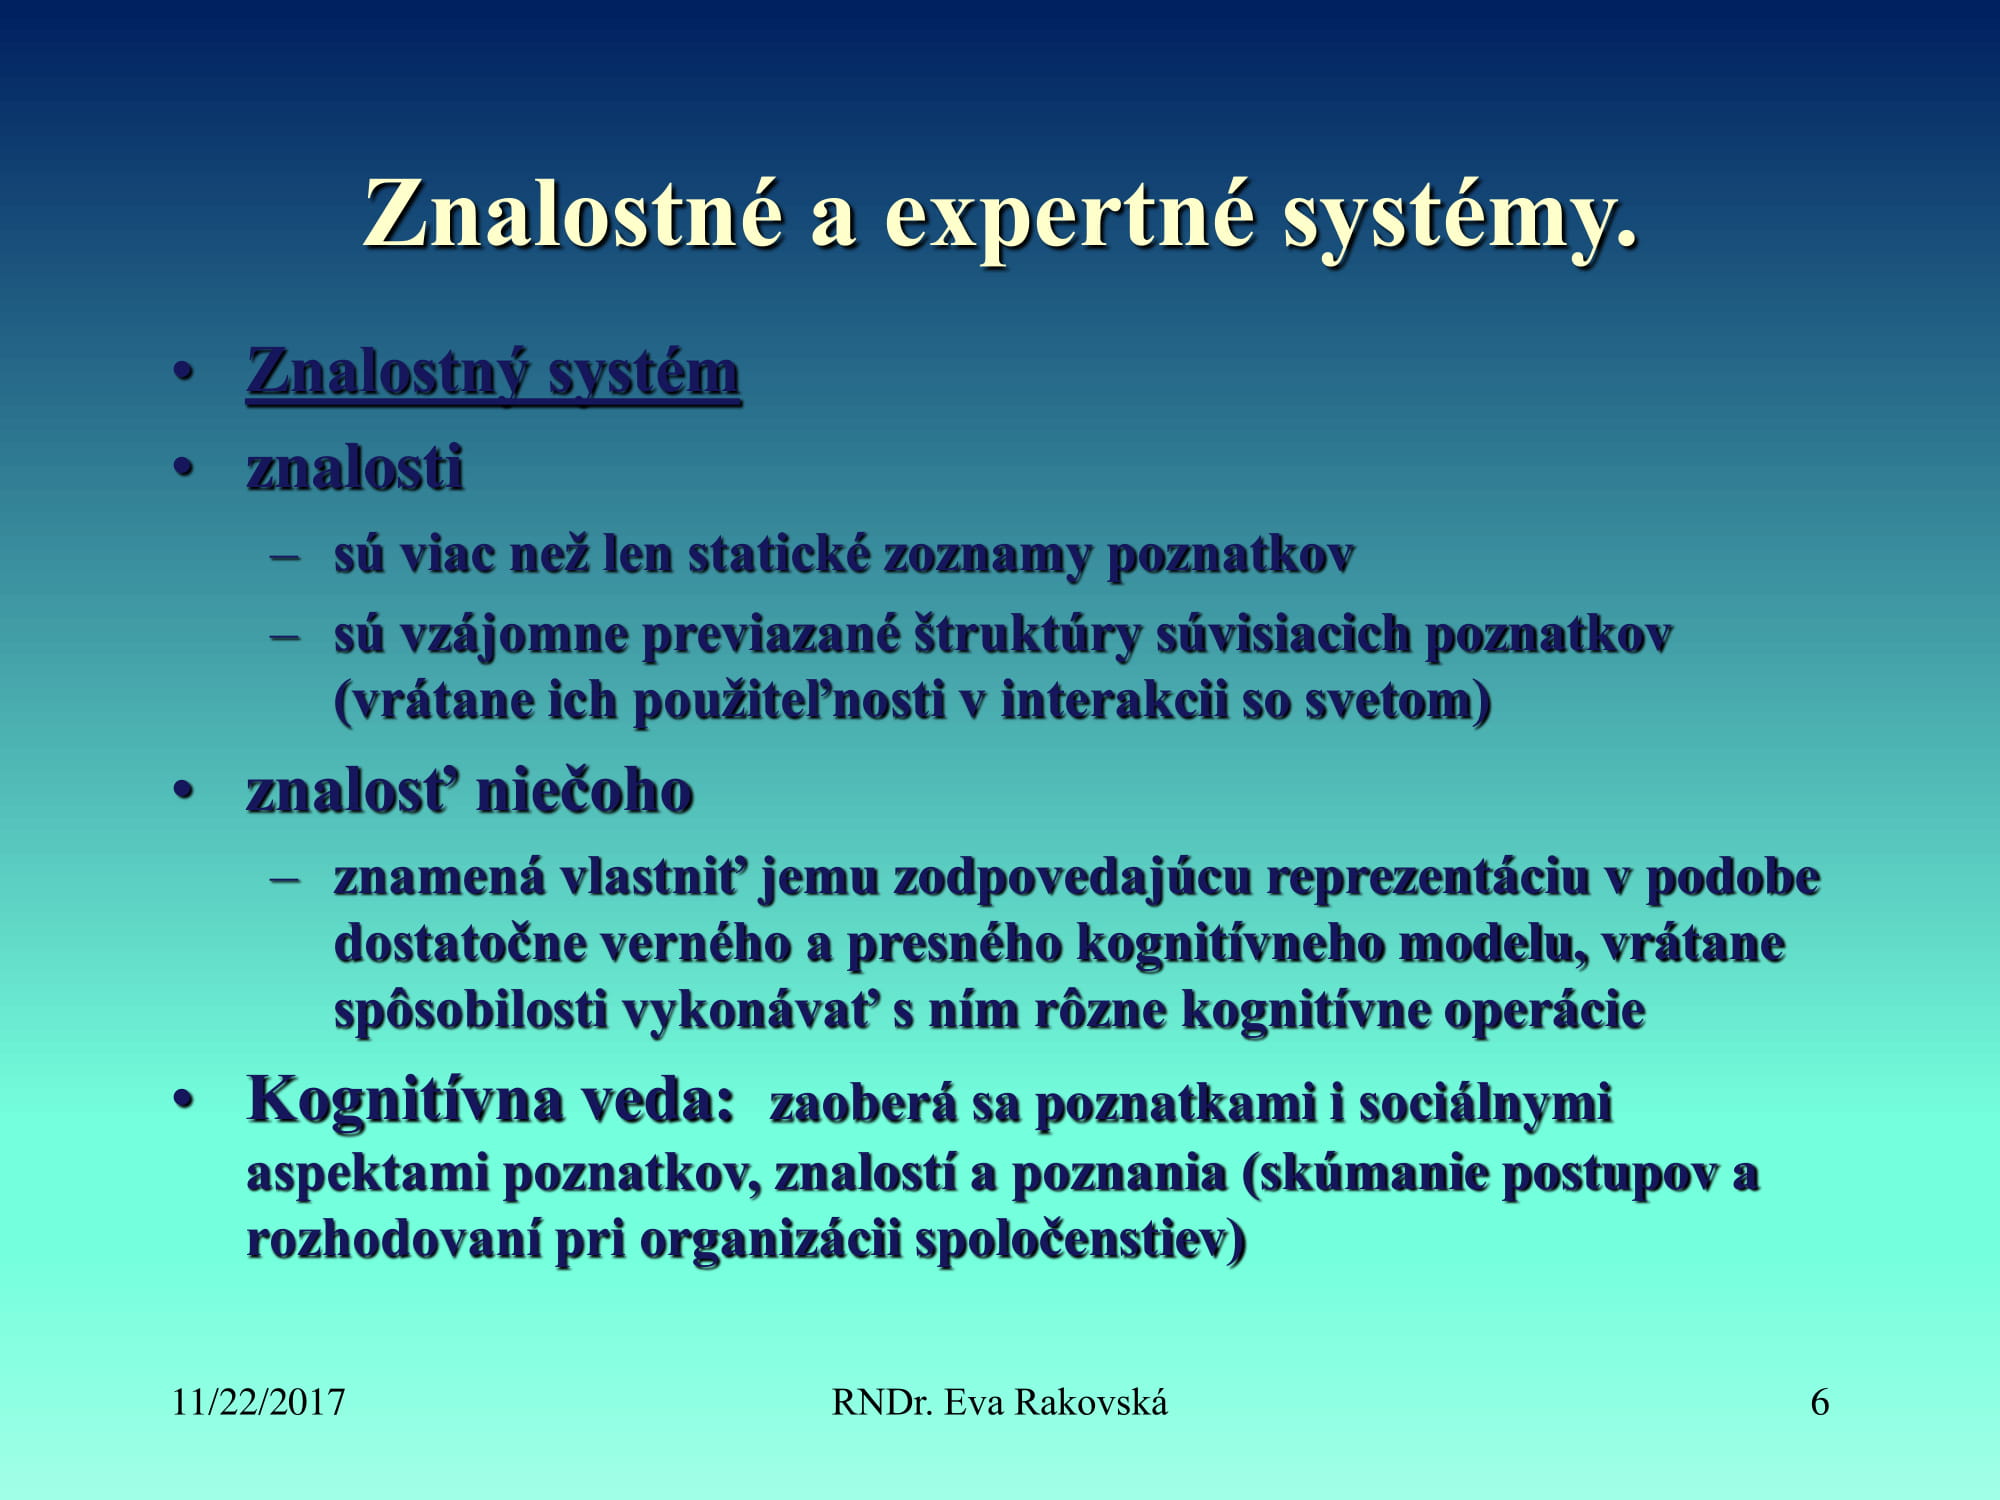 Znalostné a expertné systémy.
• Znalostný systém
• znalosti
– sú viac než len statické zoznamy poznatkov
– sú vzájomne previazané štruktúry súvisiacich poznatkov
(vrátane ich použiteľnosti v interakcii so svetom)
• znalosť niečoho
– znamená vlastniť jemu zodpovedajúcu reprezentáciu v podobe
dostatočne verného a presného kognitívneho modelu, vrátane
spôsobilosti vykonávať s ním rôzne kognitívne operácie
• Kognitívna veda: zaoberá sa poznatkami i sociálnymi
aspektami poznatkov, znalostí a poznania (skúmanie postupov a
rozhodovaní pri organizácii spoločenstiev)
11/22/2017
RNDr. Eva Rakovská
6